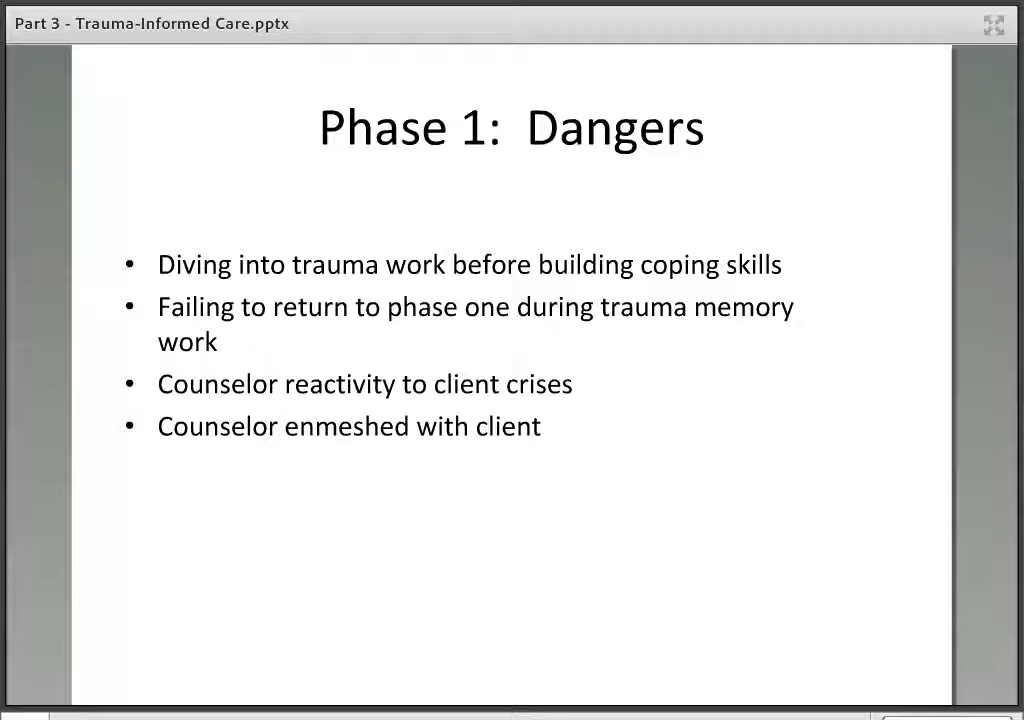 Part 3 - Trauma-Informed Care.pptx
Phase 1: Dangers
• Diving into trauma work before building coping skills
• Failing to return to phase one during trauma memory
work
• Counselor reactivity to client crises
• Counselor enmeshed with client